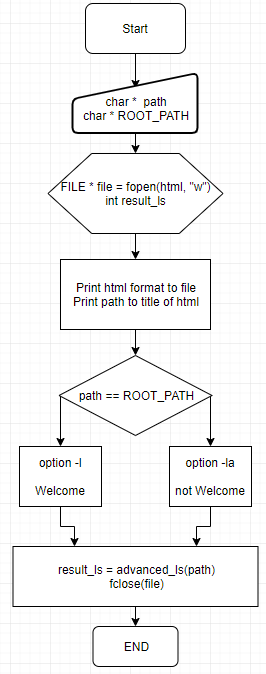 Start
char * path
char * ROOT_PATH
FILE * file = fopen(html, "w")
int result_ls
Print html format to file
Print path to title of html
path == ROOT_PATH
option -l
Welcome
option -la
not Welcome
result_ls = advanced_ls(path)
fclose(file)
END